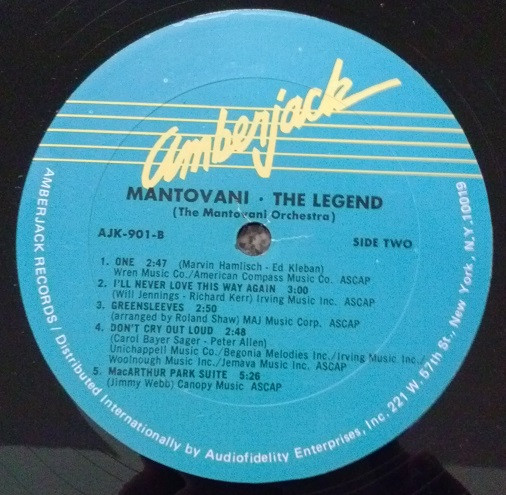 amberjack
MANTOVANI · THE LEGEND
(The Mantovani Orchestra)
AJK-901-B
SIDE TWO
1. ONE 2:47 (Marvin Hamlisch - Ed Kleban)
Wren Music Co./American Compass Music Co. ASCAP
2. I'LL NEVER LOVE THIS WAY AGAIN 3:00
(Will Jennings - Richard Kerr) Irving Music Inc. ASCAP
3. GREENSLEEVES 2:50
(arranged by Roland Shaw) MAJ Music Corp. ASCAP
4. DON'T CRY OUT LOUD 2:48
(Carol Bayer Sager - Peter Allen)
Unichappell Music Co./Begonia Melodies Inc./Irving Music Inc./
Woolnough Music Inc./Jemava Music Inc. ASCAP
5. MacARTHUR PARK SUITE 5:26
(Jimmy Webb) Canopy Music ASCAP
AMBERJACK RECORDS / Distributed Internationally by Audiofidelity Enterprises, Inc. 221 W. 57th St., New York, N.Y. 10019